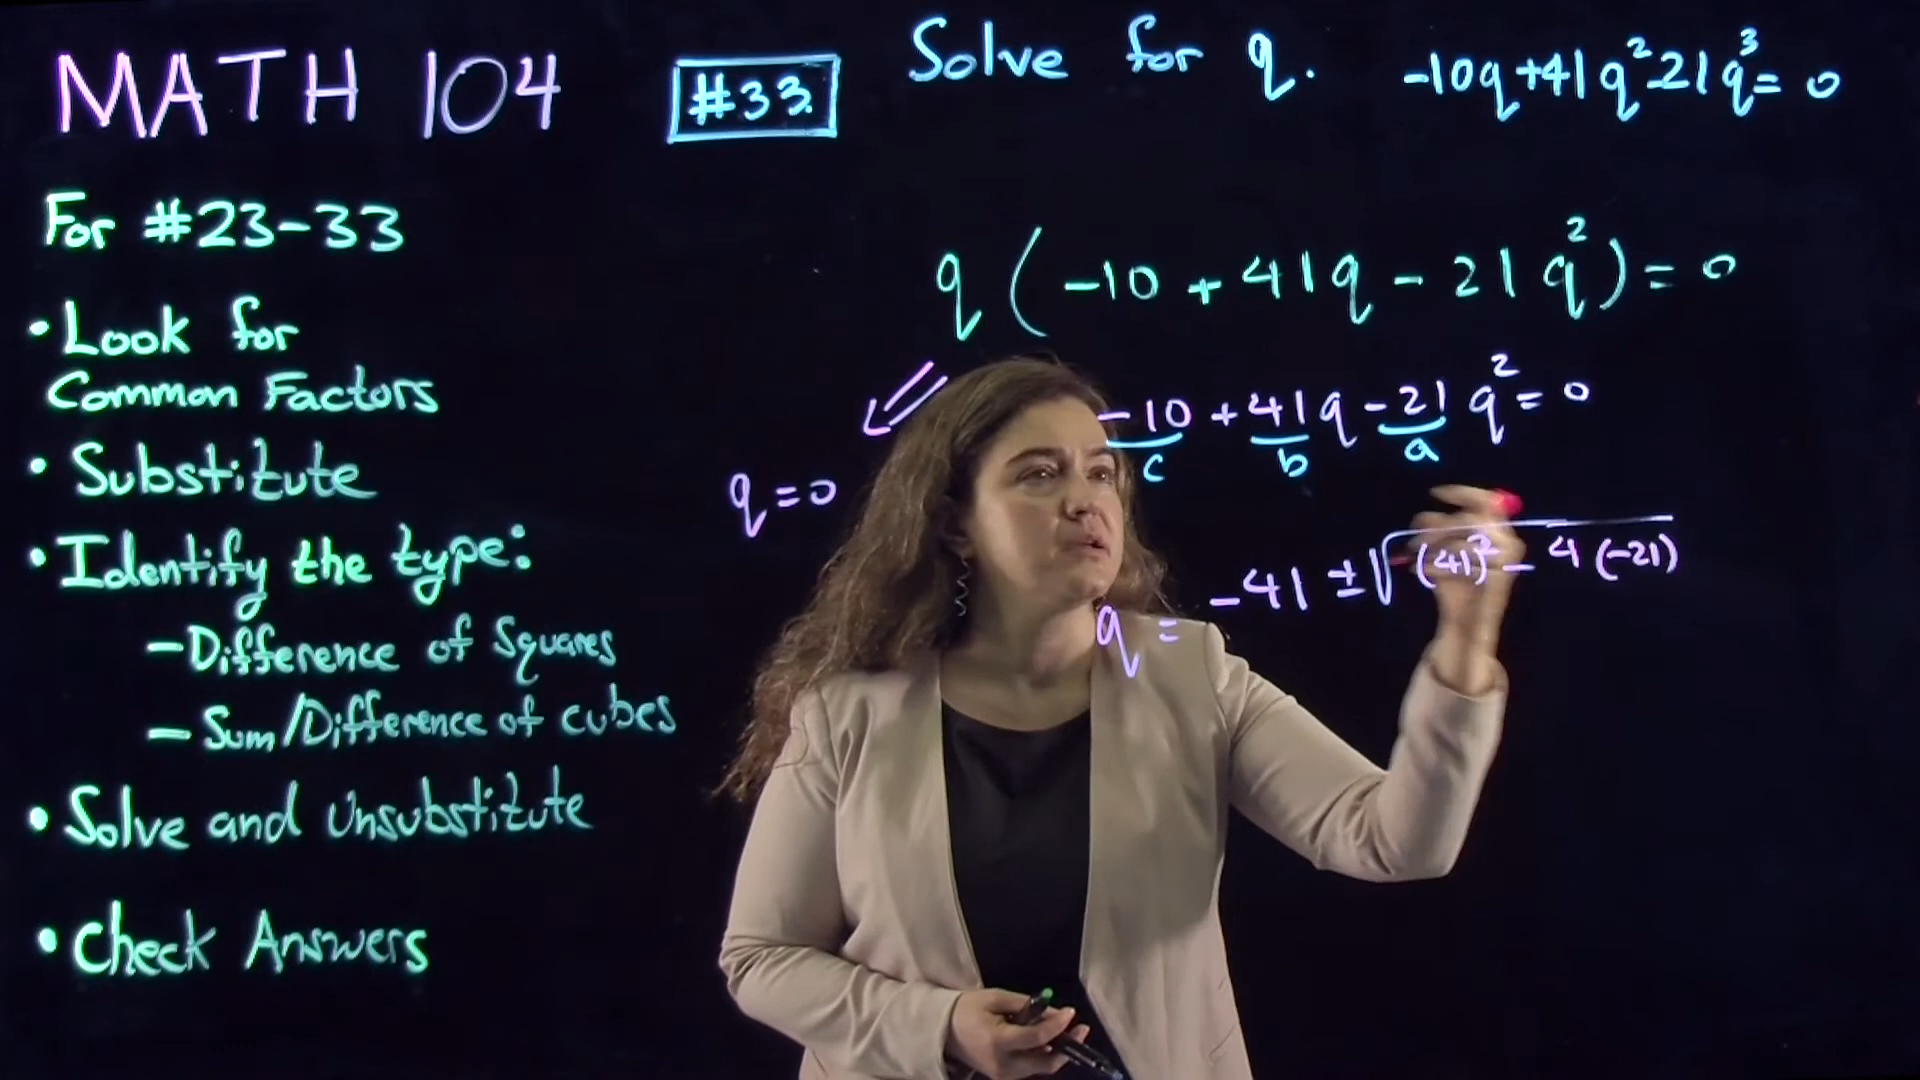 MATH 104
#33.
Solve for q. -10q+41q²-21q³= 0
For #23-33
• Look for
Common Factors
• Substitute
• Identify the type:
- Difference of Squares
- Sum/Difference of cubes
• Solve and Unsubstitute
• Check Answers
q ( -10 + 41q - 21q² ) = 0
-10 + 41q - 21q² = 0
c b a
q = 0
q = -41 ± √(41)² - 4 (-21)